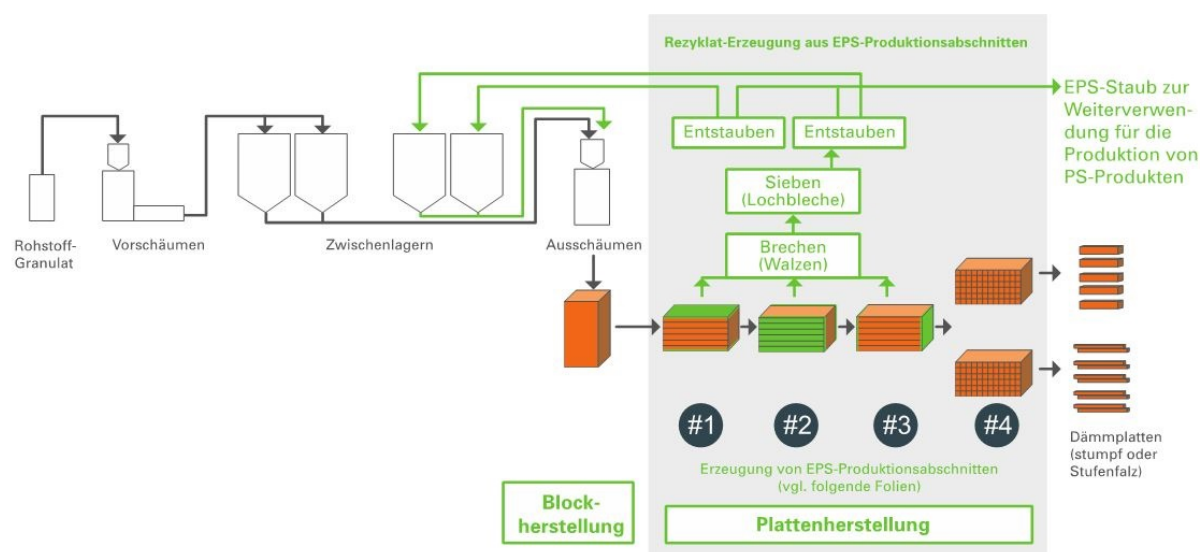 Rezyklat-Erzeugung aus EPS-Produktionsabschnitten
EPS-Staub zur
Weiterverwen-
dung für die
Produktion von
PS-Produkten
Entstauben
Entstauben
Sieben
(Lochbleche)
Brechen
(Walzen)
Rohstoff-
Granulat
Vorschäumen
Zwischenlagern
Ausschäumen
#1
#2
#3
#4
Dämmplatten
(stumpf oder
Stufenfalz)
Erzeugung von EPS-Produktionsabschnitten
(vgl. folgende Folien)
Block-
herstellung
Plattenherstellung